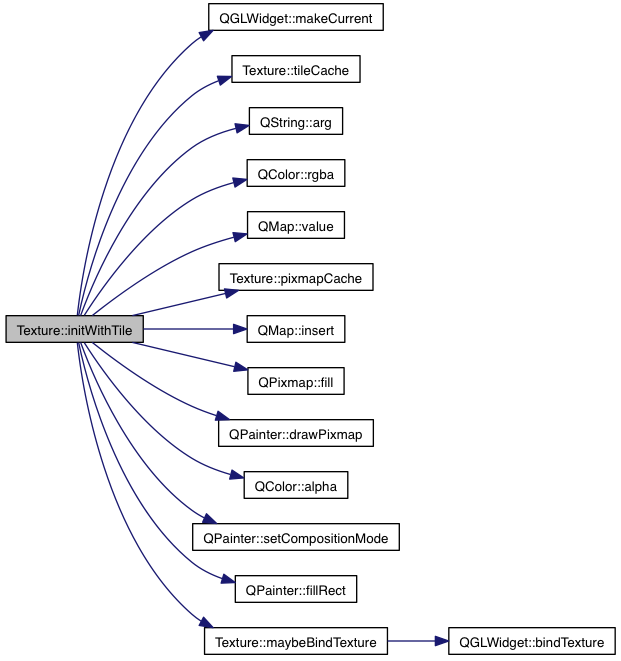 QGLWidget::makeCurrent
Texture::tileCache
QString::arg
QColor::rgba
QMap::value
Texture::pixmapCache
Texture::initWithTile
QMap::insert
QPixmap::fill
QPainter::drawPixmap
QColor::alpha
QPainter::setCompositionMode
QPainter::fillRect
Texture::maybeBindTexture
QGLWidget::bindTexture